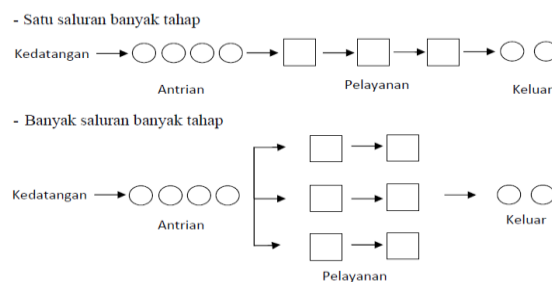 - Satu saluran banyak tahap
Kedatangan
Antrian
Pelayanan
Keluar
- Banyak saluran banyak tahap
Kedatangan
Antrian
Keluar
Pelayanan